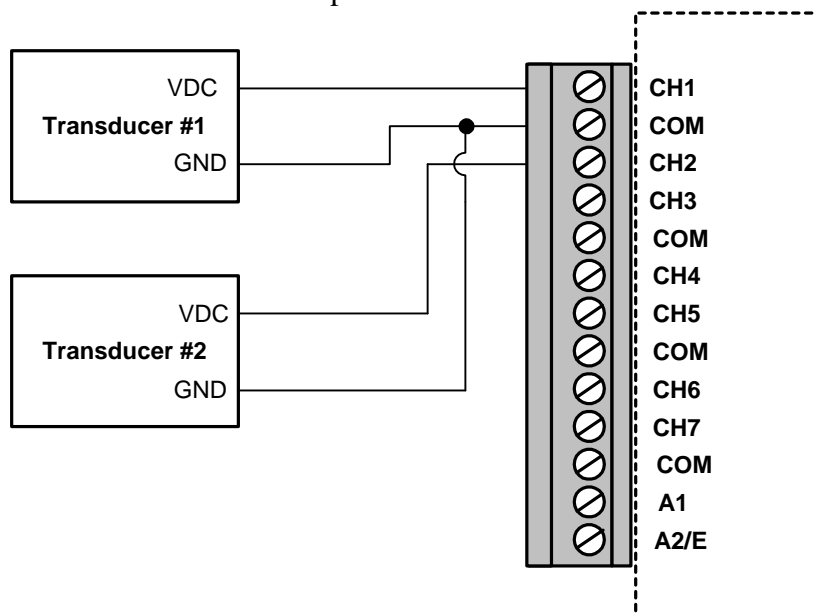 VDC
Transducer #1
GND
VDC
Transducer #2
GND
CH1
COM
CH2
CH3
COM
CH4
CH5
COM
CH6
CH7
COM
A1
A2/E